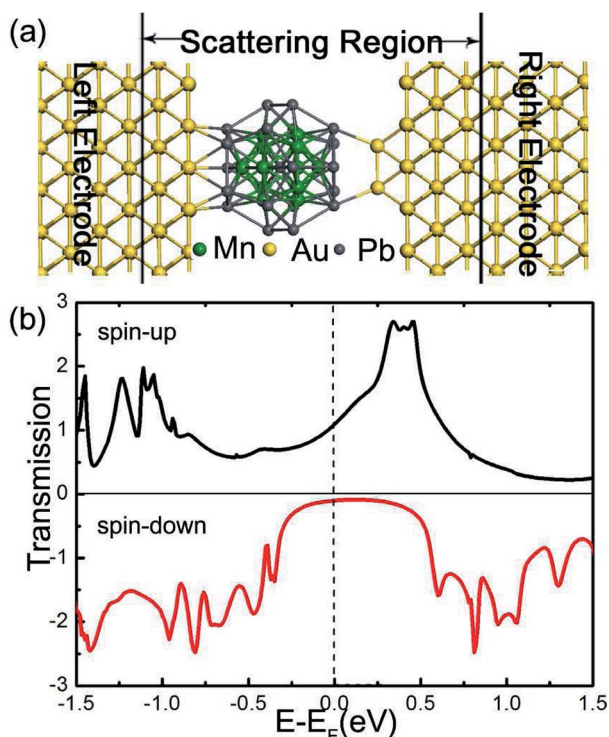 (a)
Scattering Region
Left Electrode
Right Electrode
Mn Au Pb
(b)
3
spin-up
2
1
0
spin-down
-1
-2
-3
Transmission
-1.5 -1.0 -0.5 0.0 0.5 1.0 1.5
E-E_F(eV)